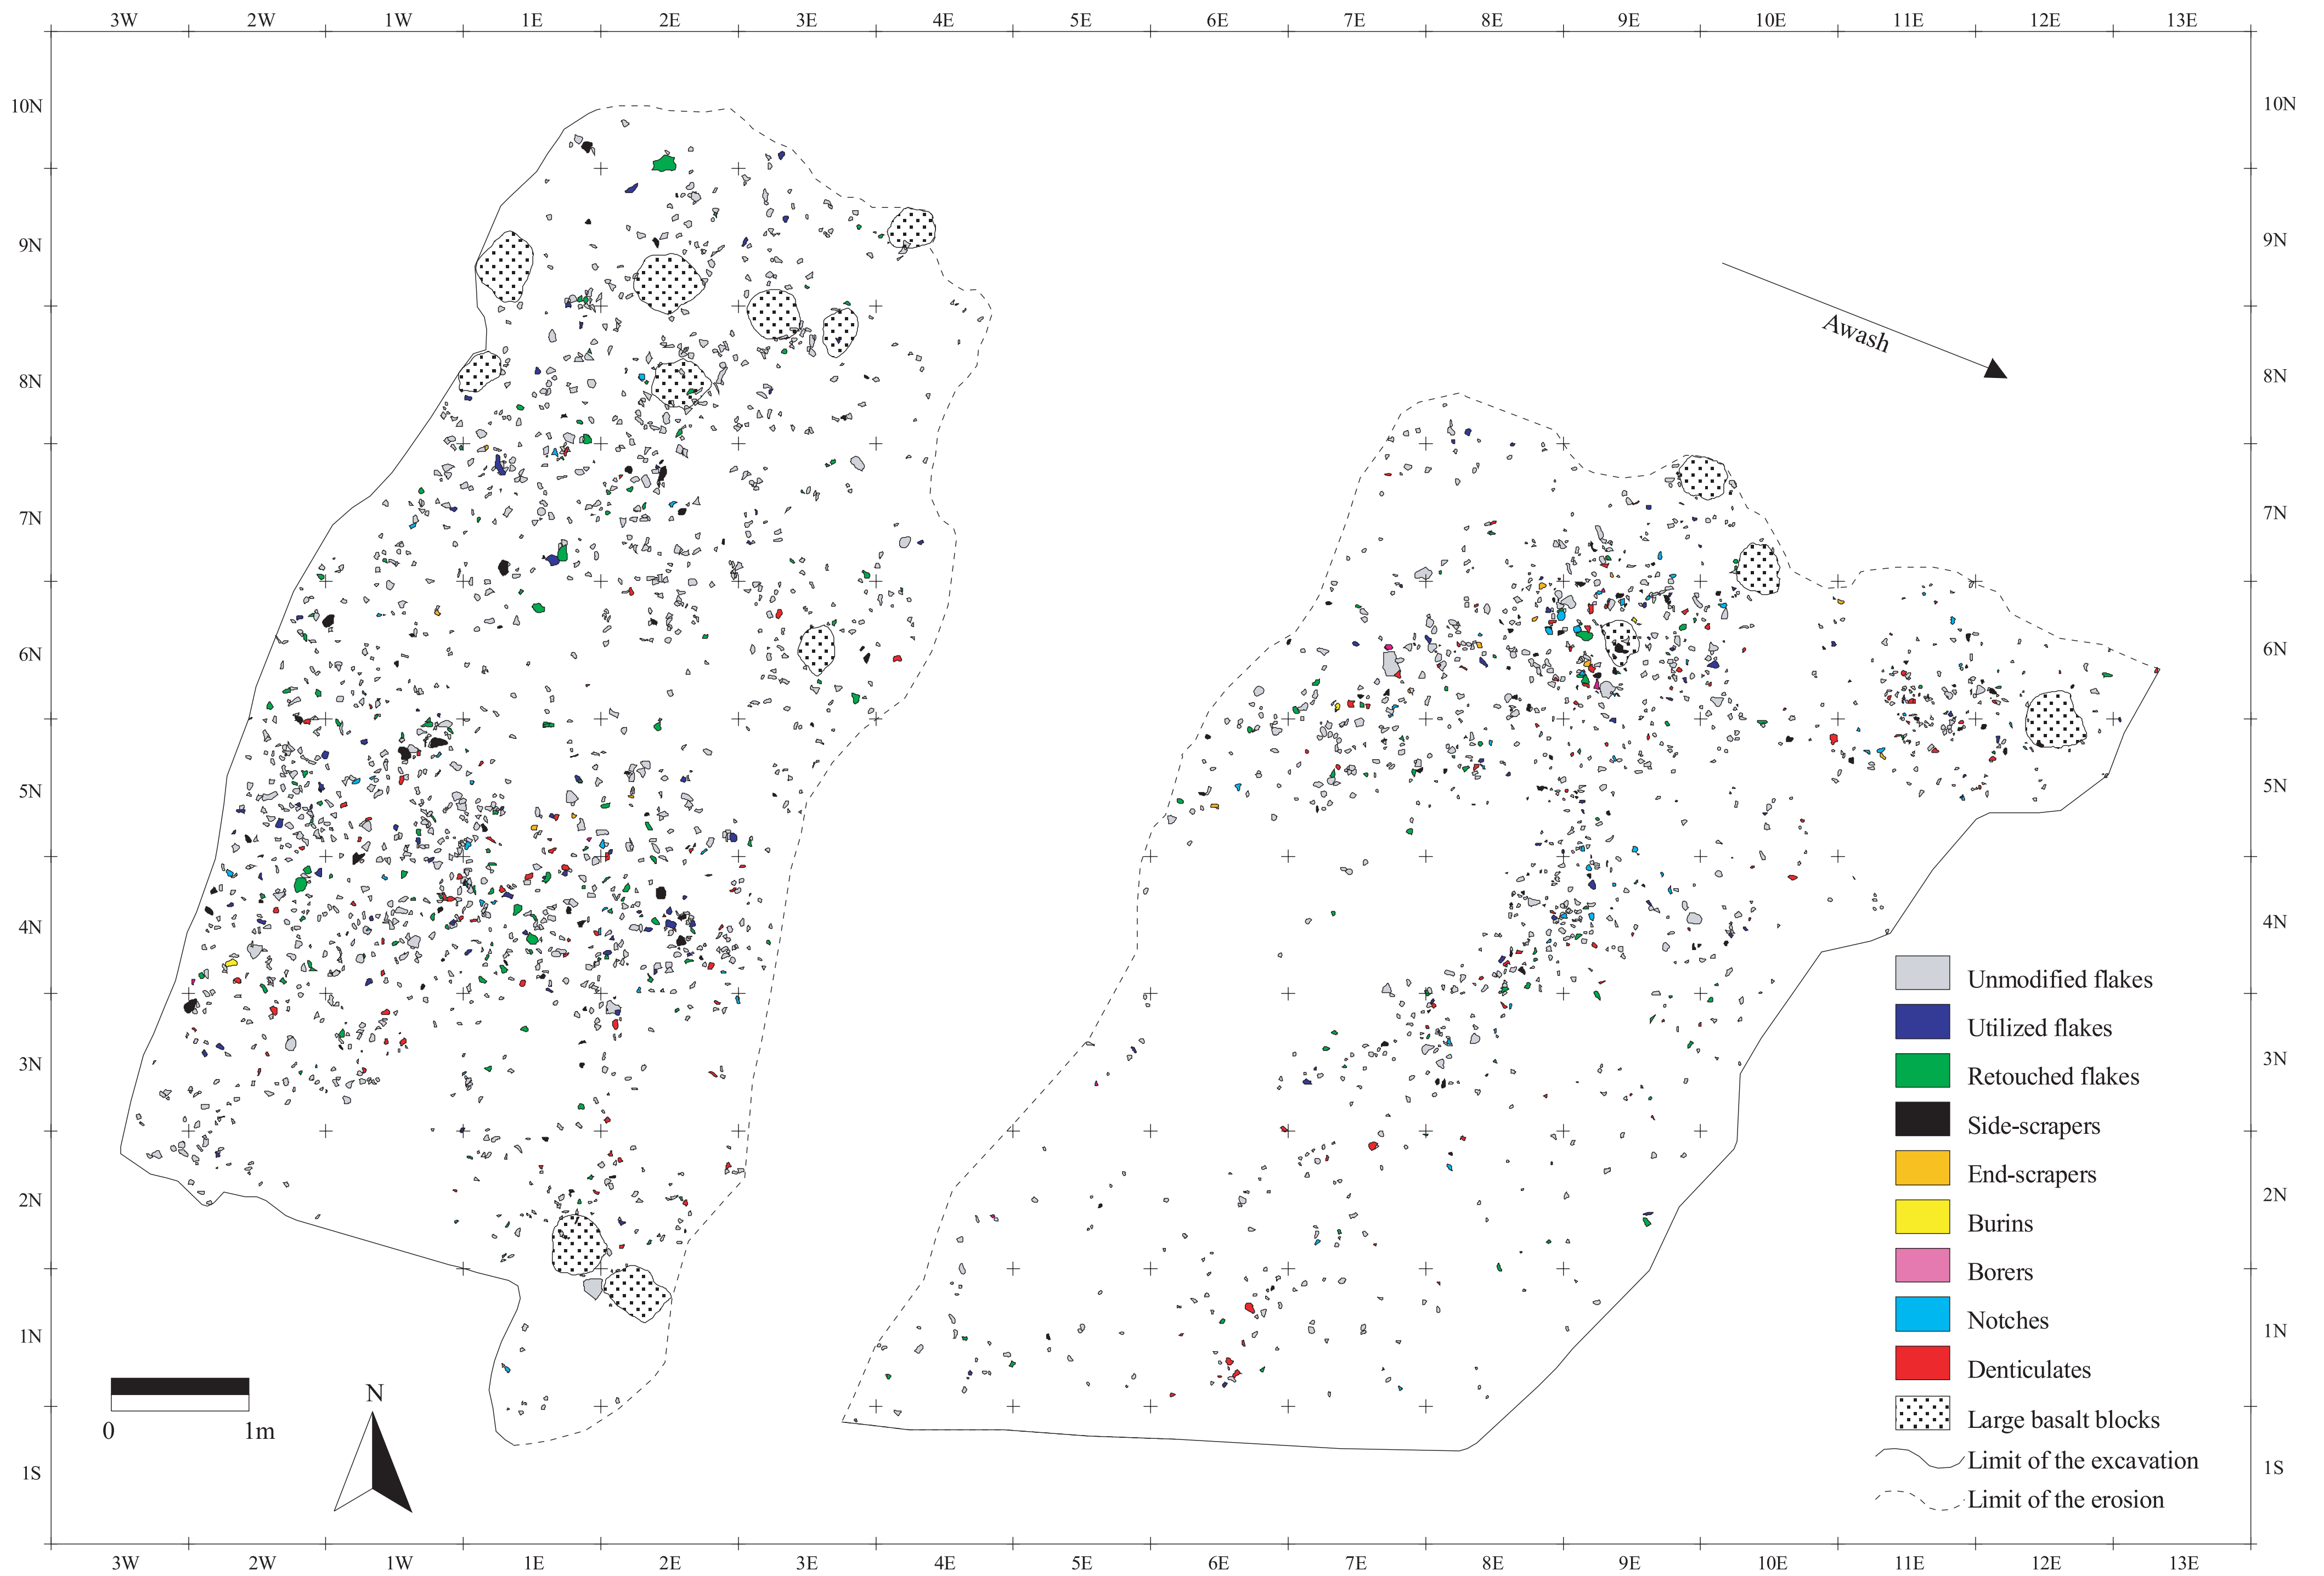 3W 2W 1W 1E 2E 3E 4E 5E 6E 7E 8E 9E 10E 11E 12E 13E
10N 10N
9N 9N
Awash
8N 8N
7N 7N
6N 6N
5N 5N
4N 4N
Unmodified flakes
Utilized flakes
3N 3N
Retouched flakes
Side-scrapers
End-scrapers
2N 2N
Burins
Borers
Notches
1N 1N
Denticulates
N
Large basalt blocks
0 1m
Limit of the excavation
1S 1S
Limit of the erosion
3W 2W 1W 1E 2E 3E 4E 5E 6E 7E 8E 9E 10E 11E 12E 13E